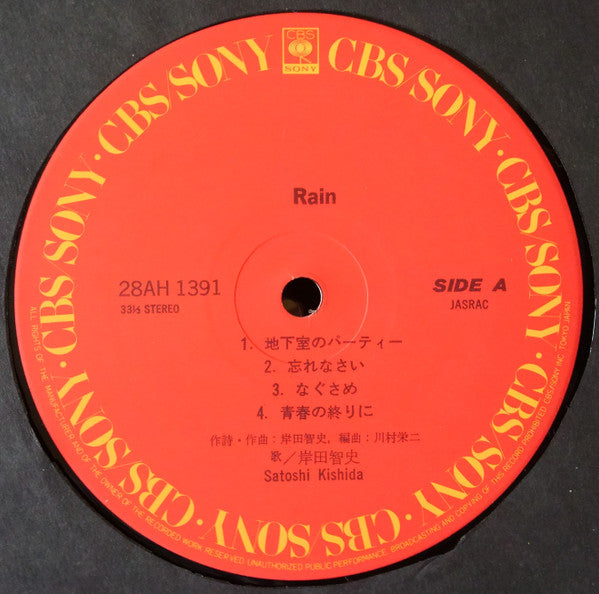 CBS/SONY · CBS/SONY · CBS/SONY · CBS/SONY · CBS/SONY · CBS/SONY · CBS/SONY · CBS SONY · CBS/SONY
CBS
SONY
Rain
28AH 1391
33⅓ STEREO
SIDE A
JASRAC
1. 地下室のパーティー
2. 忘れなさい
3. なぐさめ
4. 青春の終りに
作詩・作曲：岸田智史, 編曲：川村栄二
歌／岸田智史
Satoshi Kishida
ALL RIGHTS OF THE MANUFACTURER AND OF THE OWNER OF THE RECORDED WORK RESERVED UNAUTHORIZED PUBLIC PERFORMANCE. BROADCASTING AND COPYING OF THIS RECORD PROHIBITED CBS/SONY INC. TOKYO JAPAN